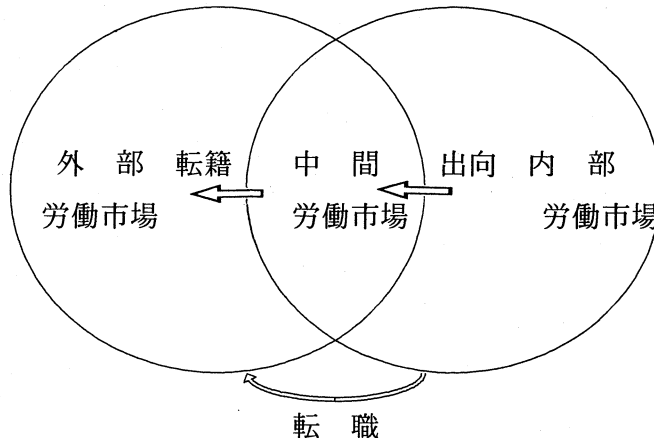 外部 転籍 中間 出向 内部
労働市場 労働市場 労働市場
転職